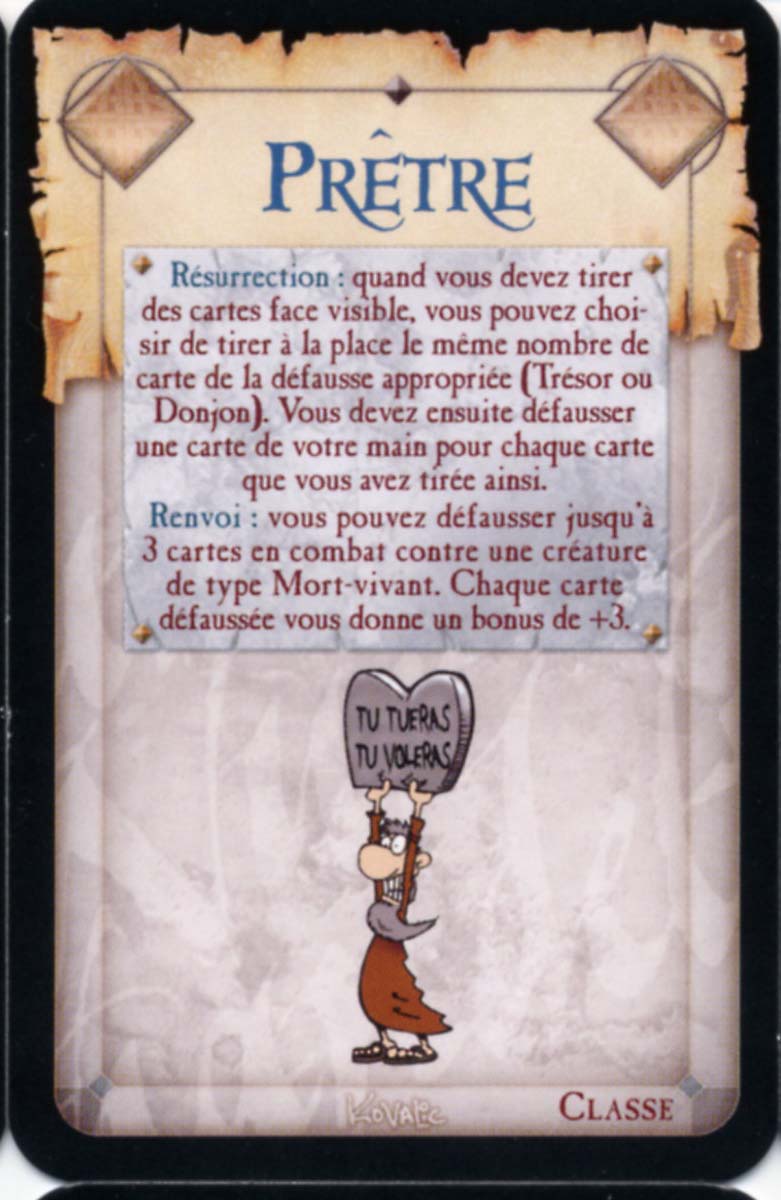 PRÊTRE
Résurrection : quand vous devez tirer
des cartes face visible, vous pouvez choi-
sir de tirer à la place le même nombre de
carte de la défausse appropriée (Trésor ou
Donjon). Vous devez ensuite défausser
une carte de votre main pour chaque carte
que vous avez tirée ainsi.
Renvoi : vous pouvez défausser jusqu'à
3 cartes en combat contre une créature
de type Mort-vivant. Chaque carte
défaussée vous donne un bonus de +3.
TU TUERAS
TU VOLERAS
KOVALIC
CLASSE